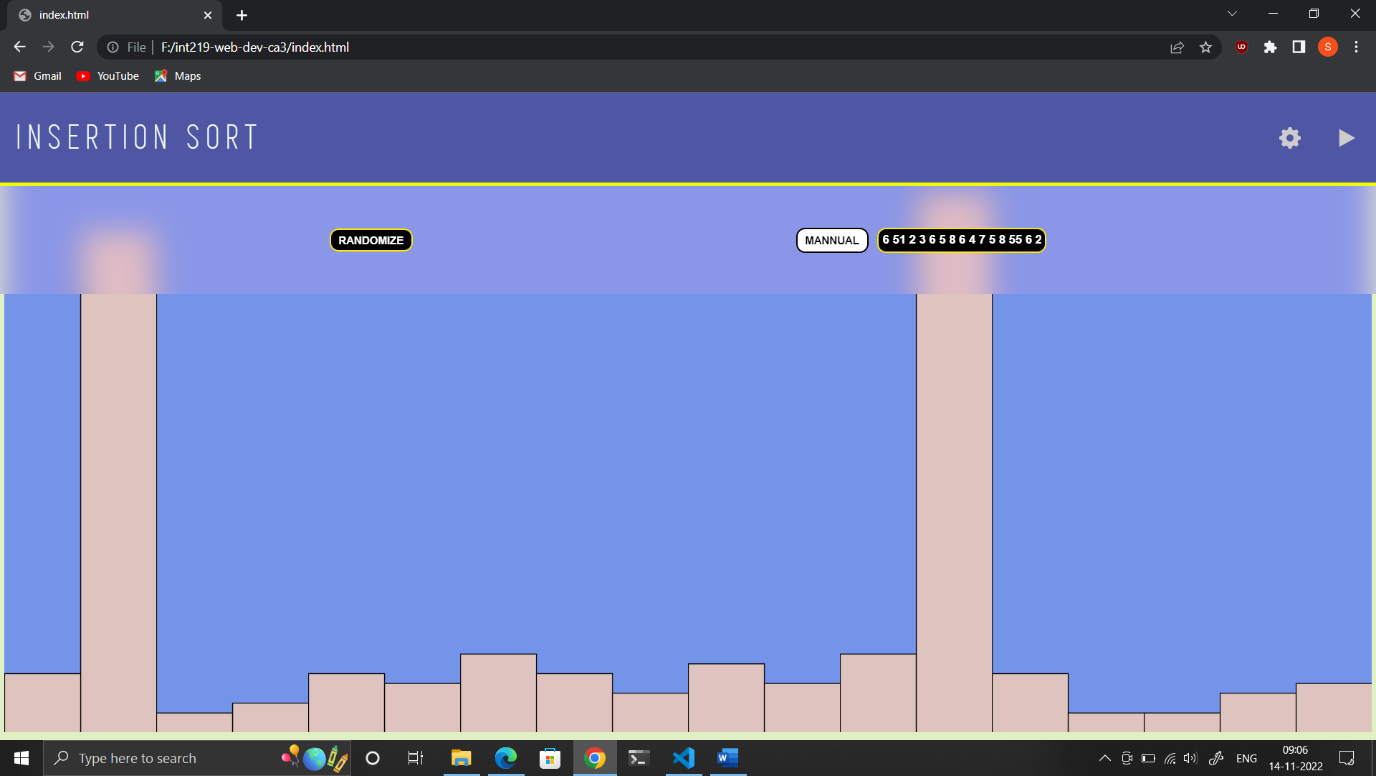 index.html
File F:/int219-web-dev-ca3/index.html
S
Gmail YouTube Maps
INSERTION SORT
RANDOMIZE MANNUAL 6 51 2 3 6 5 8 6 4 7 5 8 55 6 2
Type here to search
ENG
09:06
14-11-2022